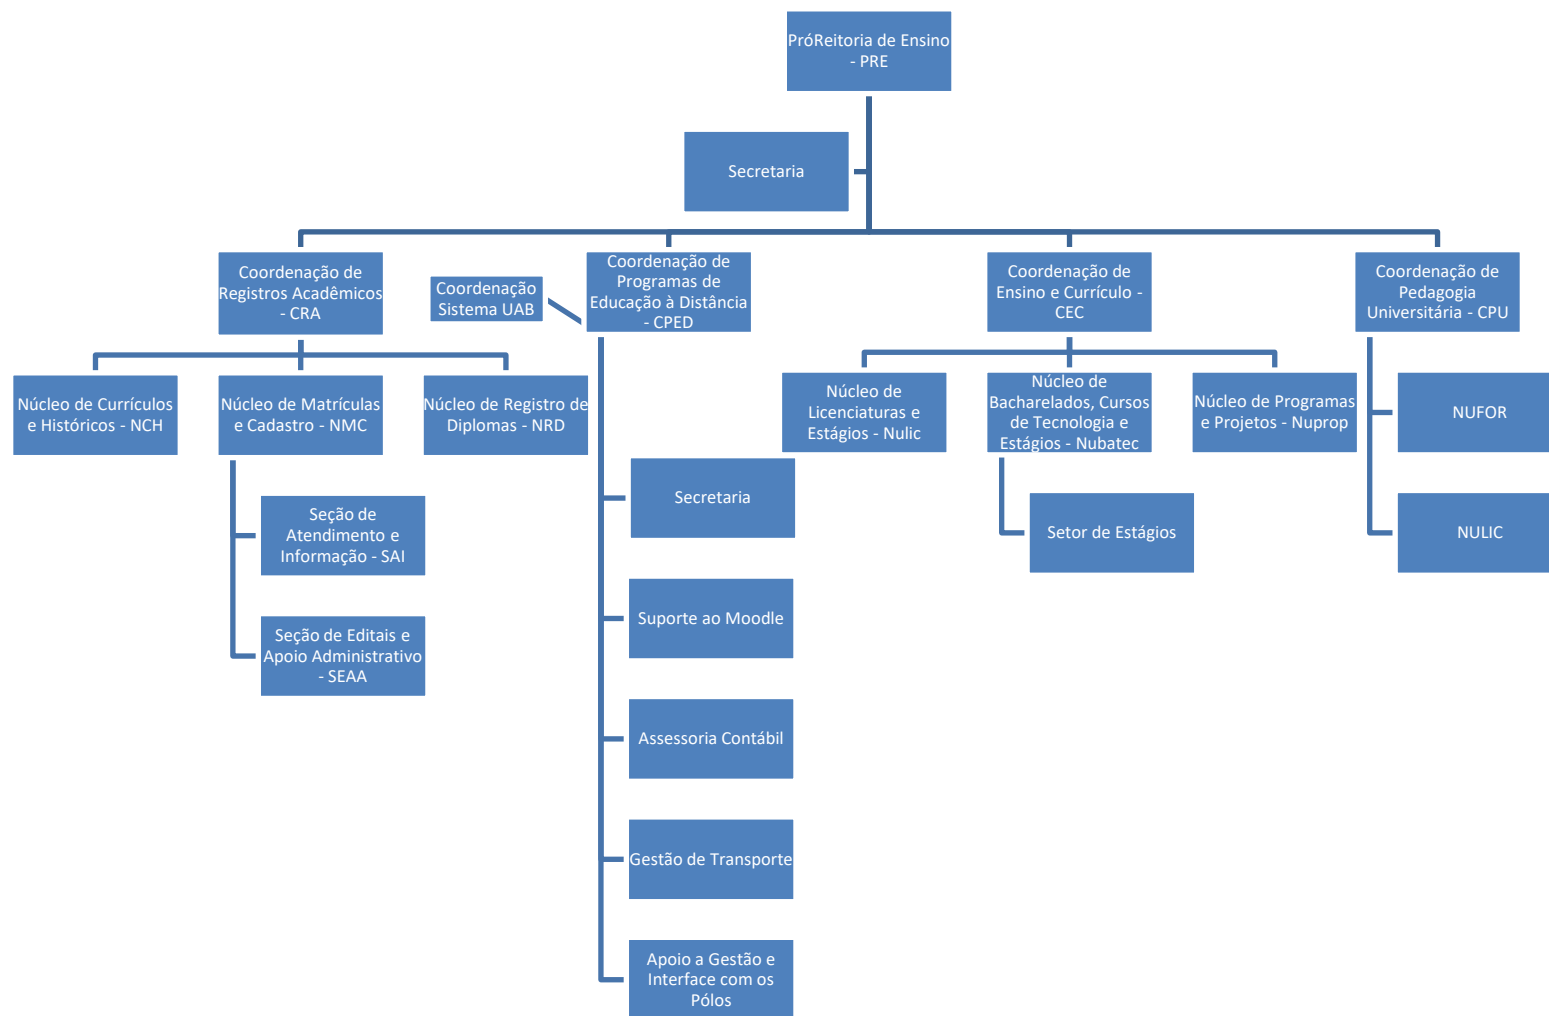 PróReitoria de Ensino
- PRE
Secretaria
Coordenação de
Registros Acadêmicos
- CRA
Coordenação
Sistema UAB
Coordenação de
Programas de
Educação à Distância
- CPED
Coordenação de
Ensino e Currículo -
CEC
Coordenação de
Pedagogia
Universitária - CPU
Núcleo de Currículos
e Históricos - NCH
Núcleo de Matrículas
e Cadastro - NMC
Núcleo de Registro de
Diplomas - NRD
Núcleo de
Licenciaturas e
Estágios - Nulic
Núcleo de
Bacharelados, Cursos
de Tecnologia e
Estágios - Nubatec
Núcleo de Programas
e Projetos - Nuprop
NUFOR
Seção de
Atendimento e
Informação - SAI
Secretaria
Setor de Estágios
NULIC
Seção de Editais e
Apoio Administrativo
- SEAA
Suporte ao Moodle
Assessoria Contábil
Gestão de Transporte
Apoio a Gestão e
Interface com os
Pólos